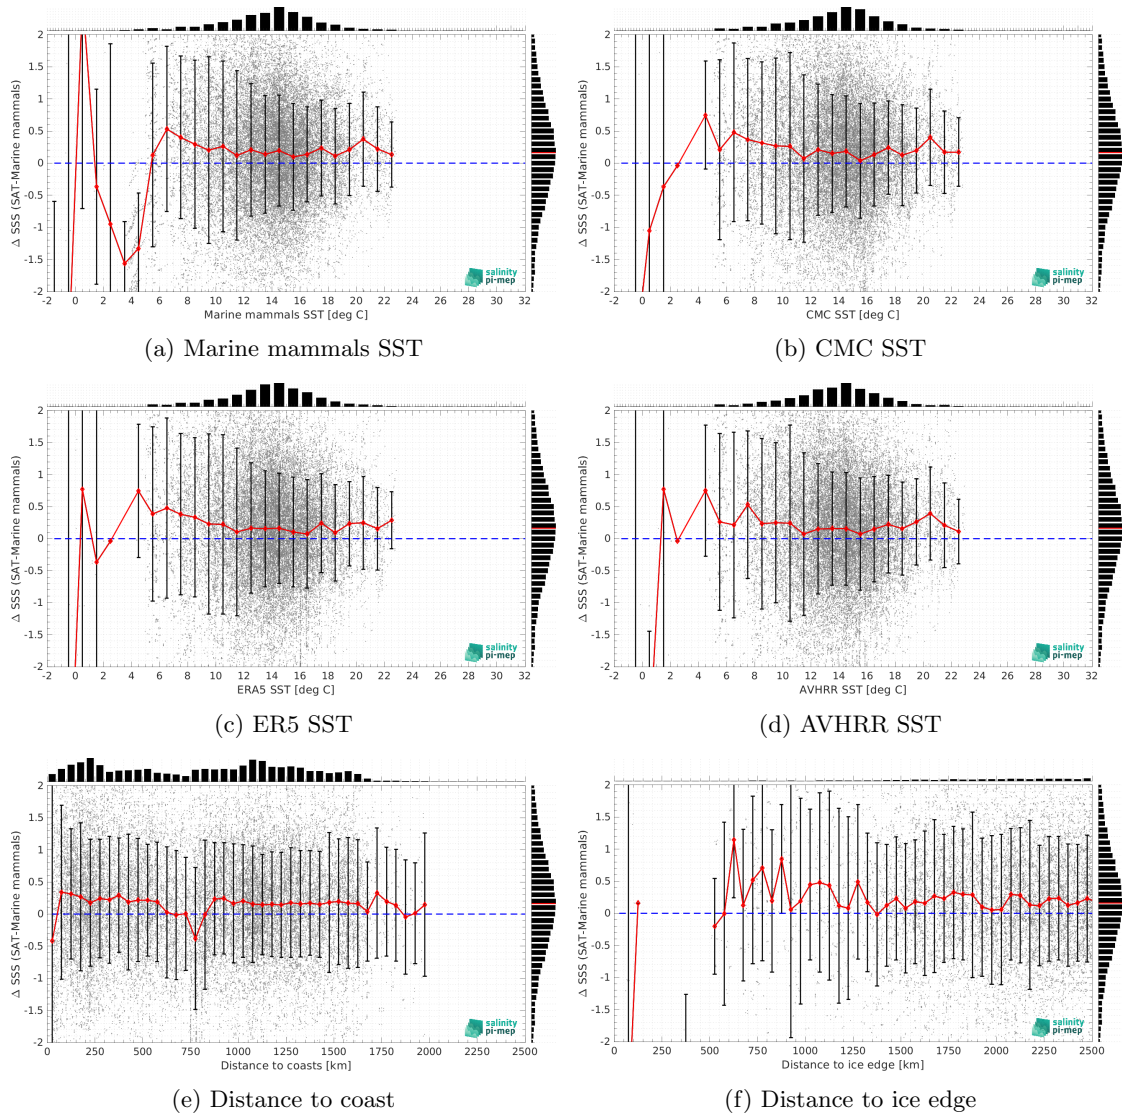 2
1.5
1
0.5
0
-0.5
-1
-1.5
-2
Δ SSS (SAT-Marine mammals)
salinity
pi-mep
-2 0 2 4 6 8 10 12 14 16 18 20 22 24 26 28 30 32
Marine mammals SST [deg C]
(a) Marine mammals SST
2
1.5
1
0.5
0
-0.5
-1
-1.5
-2
Δ SSS (SAT-Marine mammals)
salinity
pi-mep
-2 0 2 4 6 8 10 12 14 16 18 20 22 24 26 28 30 32
CMC SST [deg C]
(b) CMC SST
2
1.5
1
0.5
0
-0.5
-1
-1.5
-2
Δ SSS (SAT-Marine mammals)
salinity
pi-mep
-2 0 2 4 6 8 10 12 14 16 18 20 22 24 26 28 30 32
ERA5 SST [deg C]
(c) ER5 SST
2
1.5
1
0.5
0
-0.5
-1
-1.5
-2
Δ SSS (SAT-Marine mammals)
salinity
pi-mep
-2 0 2 4 6 8 10 12 14 16 18 20 22 24 26 28 30 32
AVHRR SST [deg C]
(d) AVHRR SST
2
1.5
1
0.5
0
-0.5
-1
-1.5
-2
Δ SSS (SAT-Marine mammals)
salinity
pi-mep
0 250 500 750 1000 1250 1500 1750 2000 2250 2500
Distance to coasts [km]
(e) Distance to coast
2
1.5
1
0.5
0
-0.5
-1
-1.5
-2
Δ SSS (SAT-Marine mammals)
salinity
pi-mep
0 250 500 750 1000 1250 1500 1750 2000 2250 2500
Distance to ice edge [km]
(f) Distance to ice edge